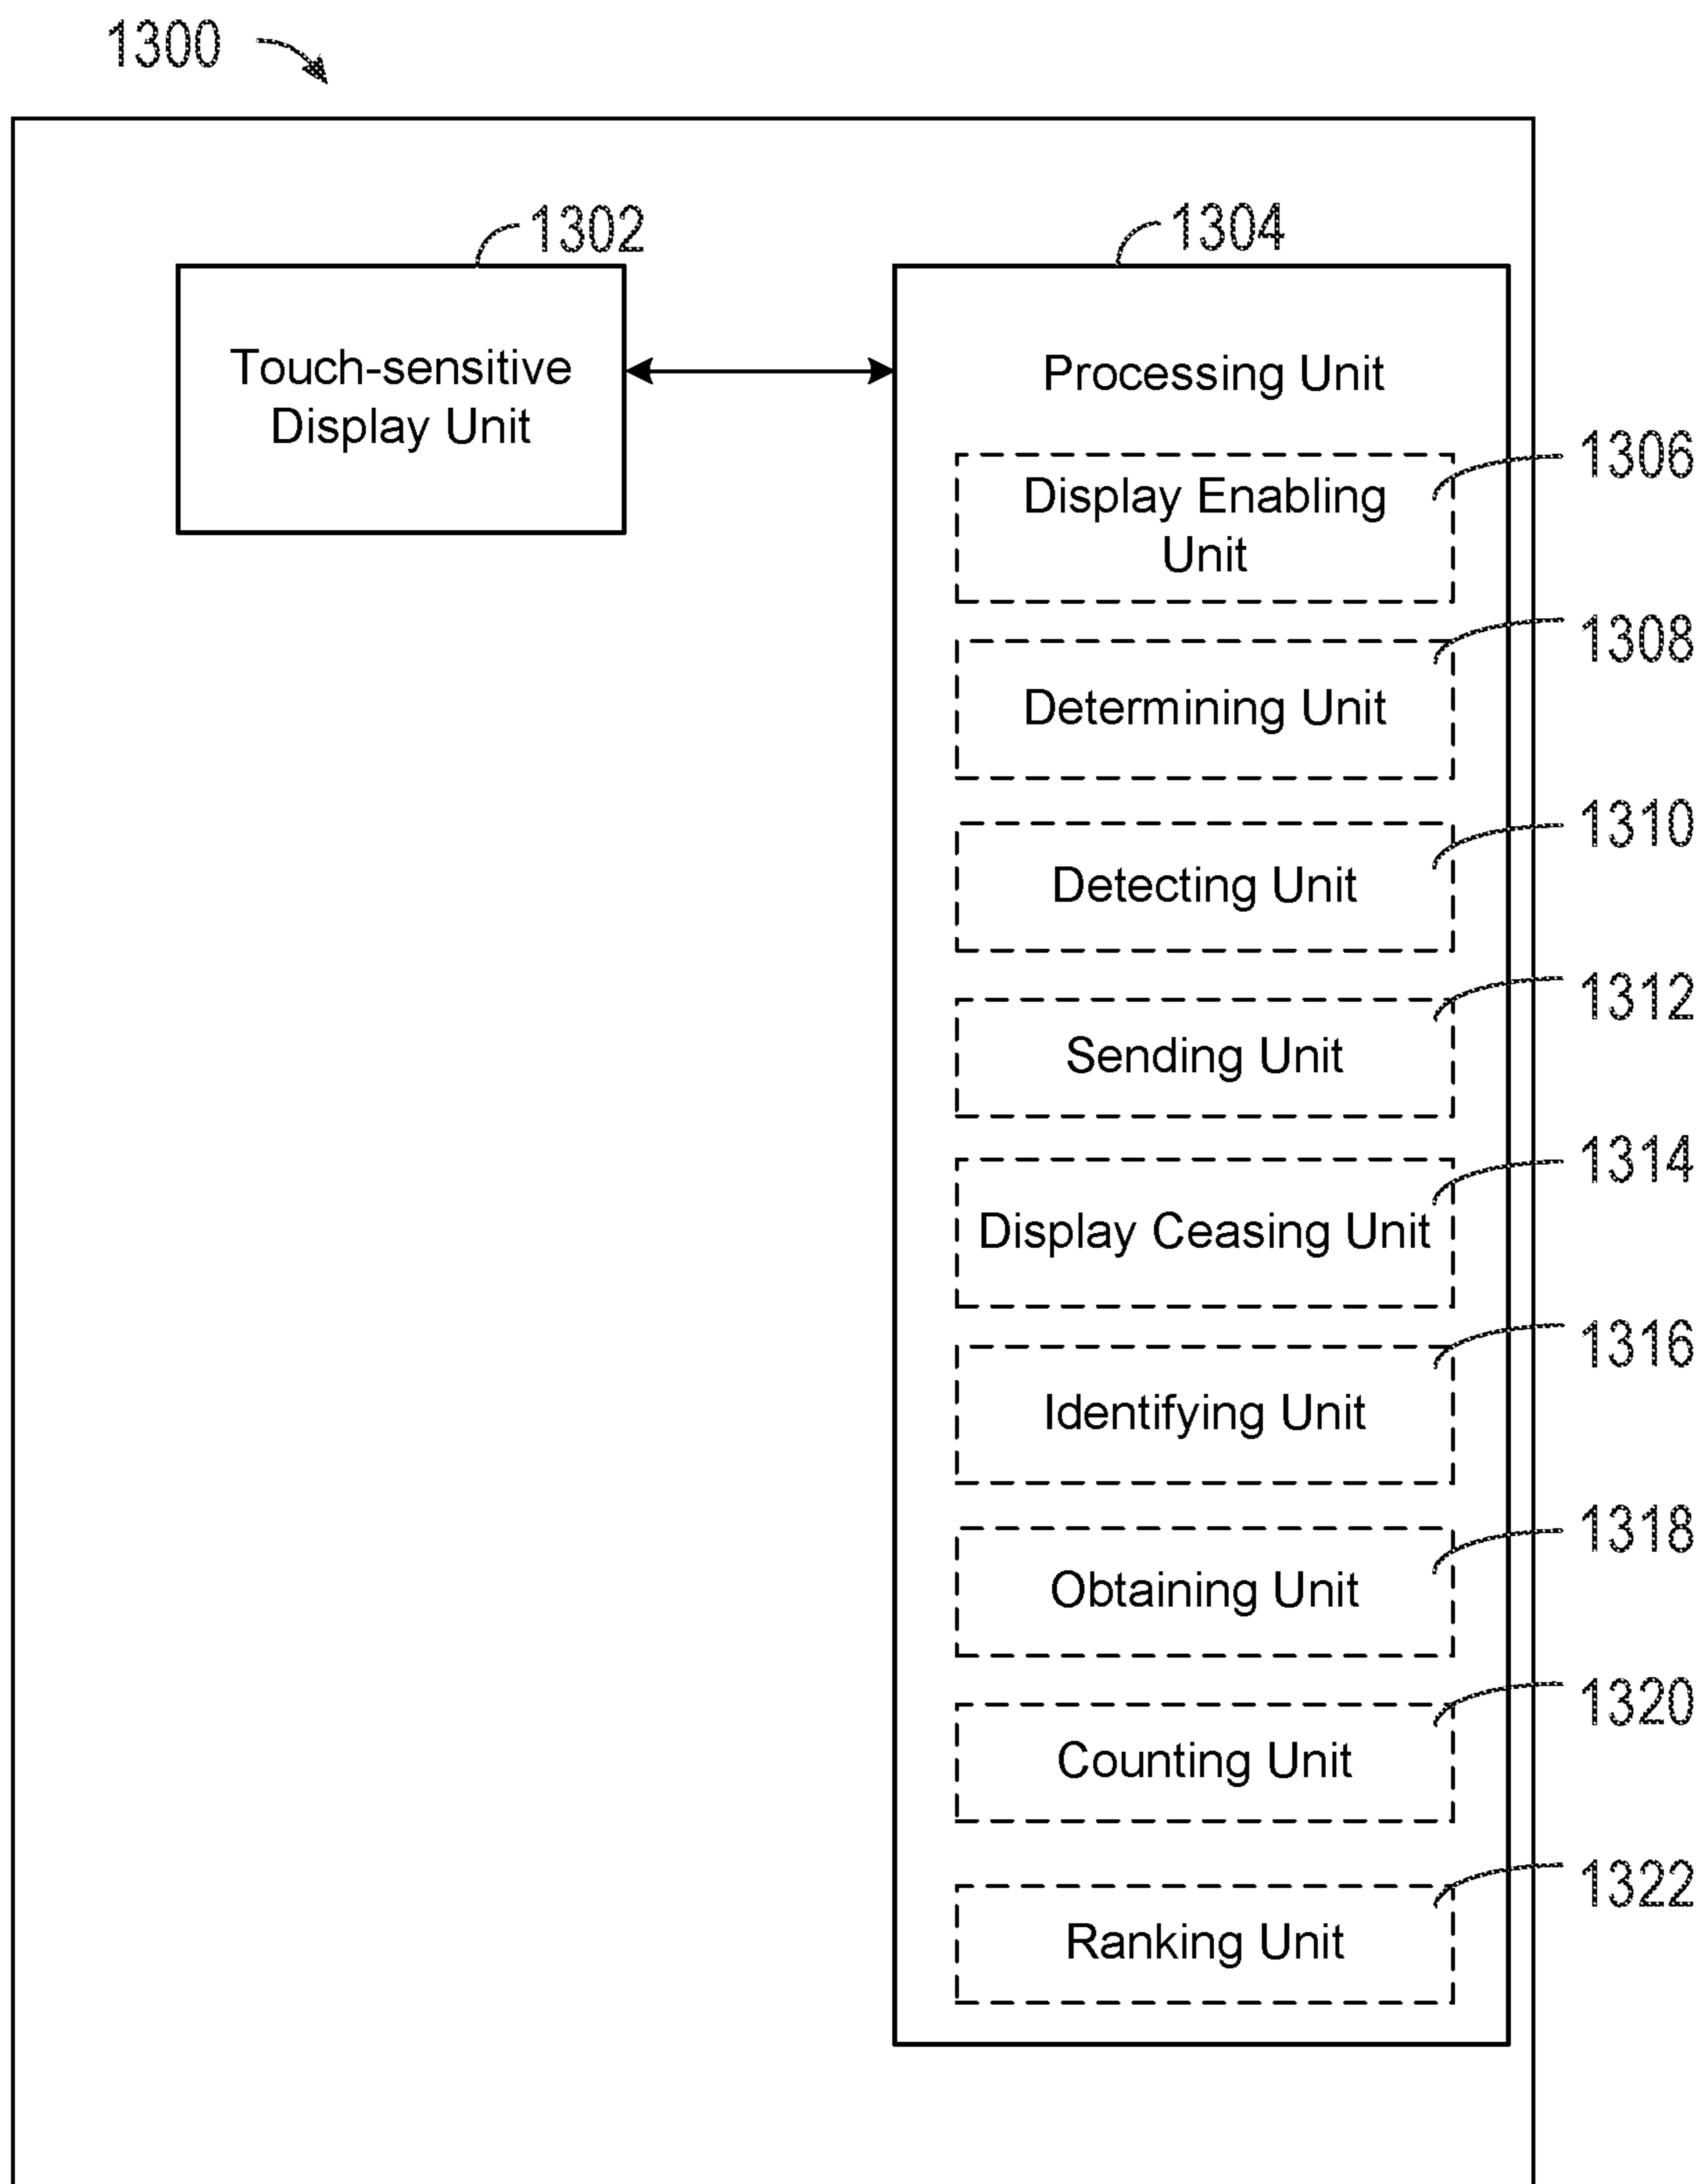 1300
1302
1304
Touch-sensitive
Display Unit
Processing Unit
1306
Display Enabling
Unit
1308
Determining Unit
1310
Detecting Unit
1312
Sending Unit
1314
Display Ceasing Unit
1316
Identifying Unit
1318
Obtaining Unit
1320
Counting Unit
1322
Ranking Unit